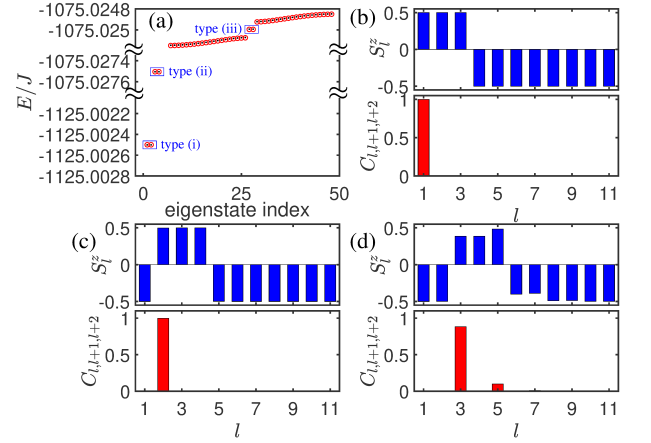 (a)
-1075.0248
-1075.025
-1075.0274
-1075.0276
-1125.0022
-1125.0024
-1125.0026
-1125.0028
E/J
type (iii)
type (ii)
type (i)
0 25 50
eigenstate index
(b)
0.5
0
-0.5
S_l^z
1
0.5
0
C_{l,l+1,l+2}
1 3 5 7 9 11
l
(c)
0.5
0
-0.5
S_l^z
1
0.5
0
C_{l,l+1,l+2}
1 3 5 7 9 11
l
(d)
0.5
0
-0.5
S_l^z
1
0.5
0
C_{l,l+1,l+2}
1 3 5 7 9 11
l